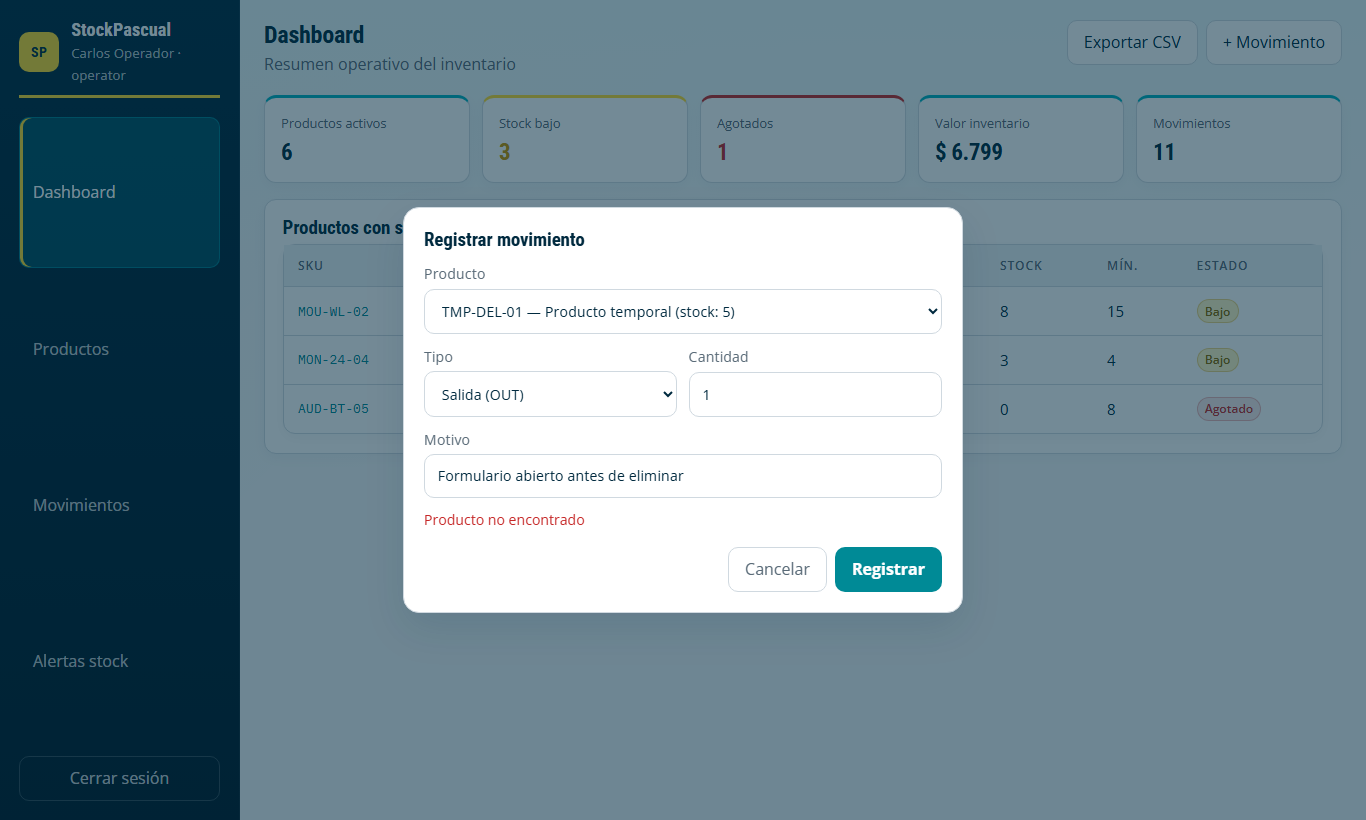 SP
StockPascual
Carlos Operador ·
operator
Dashboard
Productos
Movimientos
Alertas stock
Cerrar sesión
Dashboard
Resumen operativo del inventario
Exportar CSV
+ Movimiento
Productos activos
6
Stock bajo
3
Agotados
1
Valor inventario
$ 6.799
Movimientos
11
Productos con s
SKU STOCK MÍN. ESTADO
MOU-WL-02 8 15 Bajo
MON-24-04 3 4 Bajo
AUD-BT-05 0 8 Agotado
Registrar movimiento
Producto
TMP-DEL-01 — Producto temporal (stock: 5)
Tipo Cantidad
Salida (OUT) 1
Motivo
Formulario abierto antes de eliminar
Producto no encontrado
Cancelar Registrar